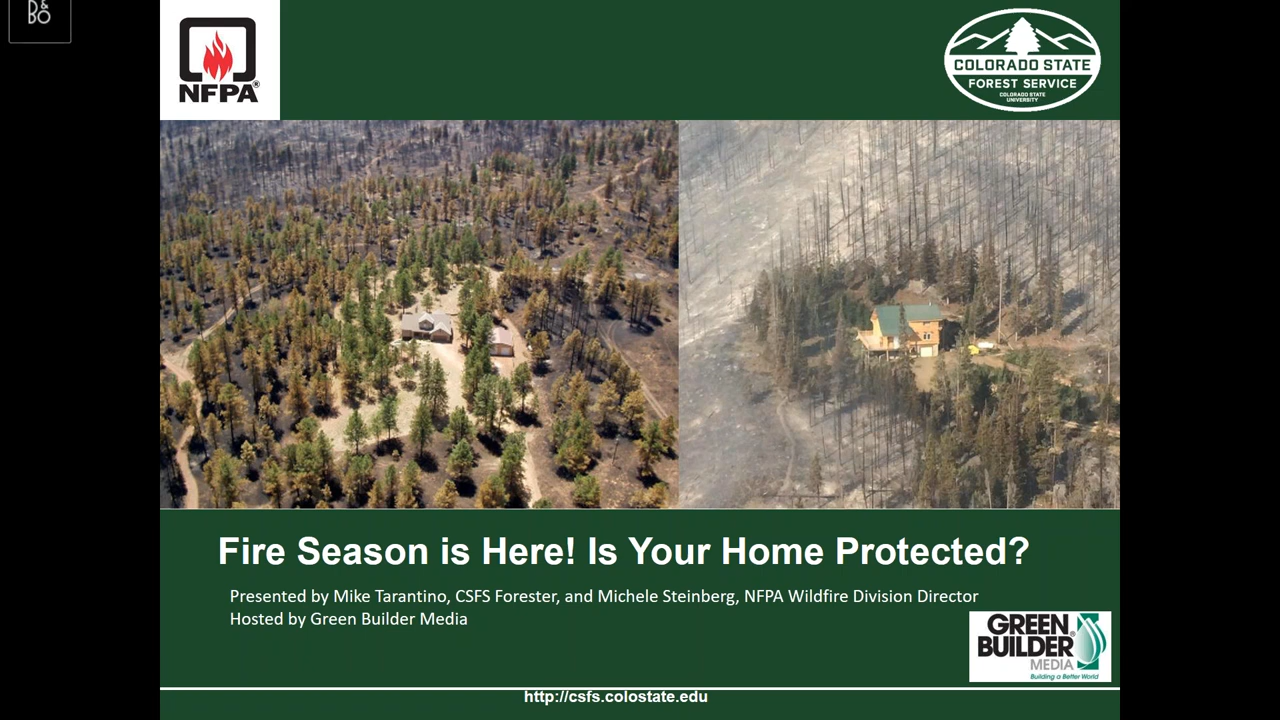 D&
BO
NFPA®
COLORADO STATE
FOREST SERVICE
COLORADO STATE
UNIVERSITY
Fire Season is Here! Is Your Home Protected?
Presented by Mike Tarantino, CSFS Forester, and Michele Steinberg, NFPA Wildfire Division Director
Hosted by Green Builder Media
GREEN
BUILDER®
MEDIA
Building a Better World
http://csfs.colostate.edu